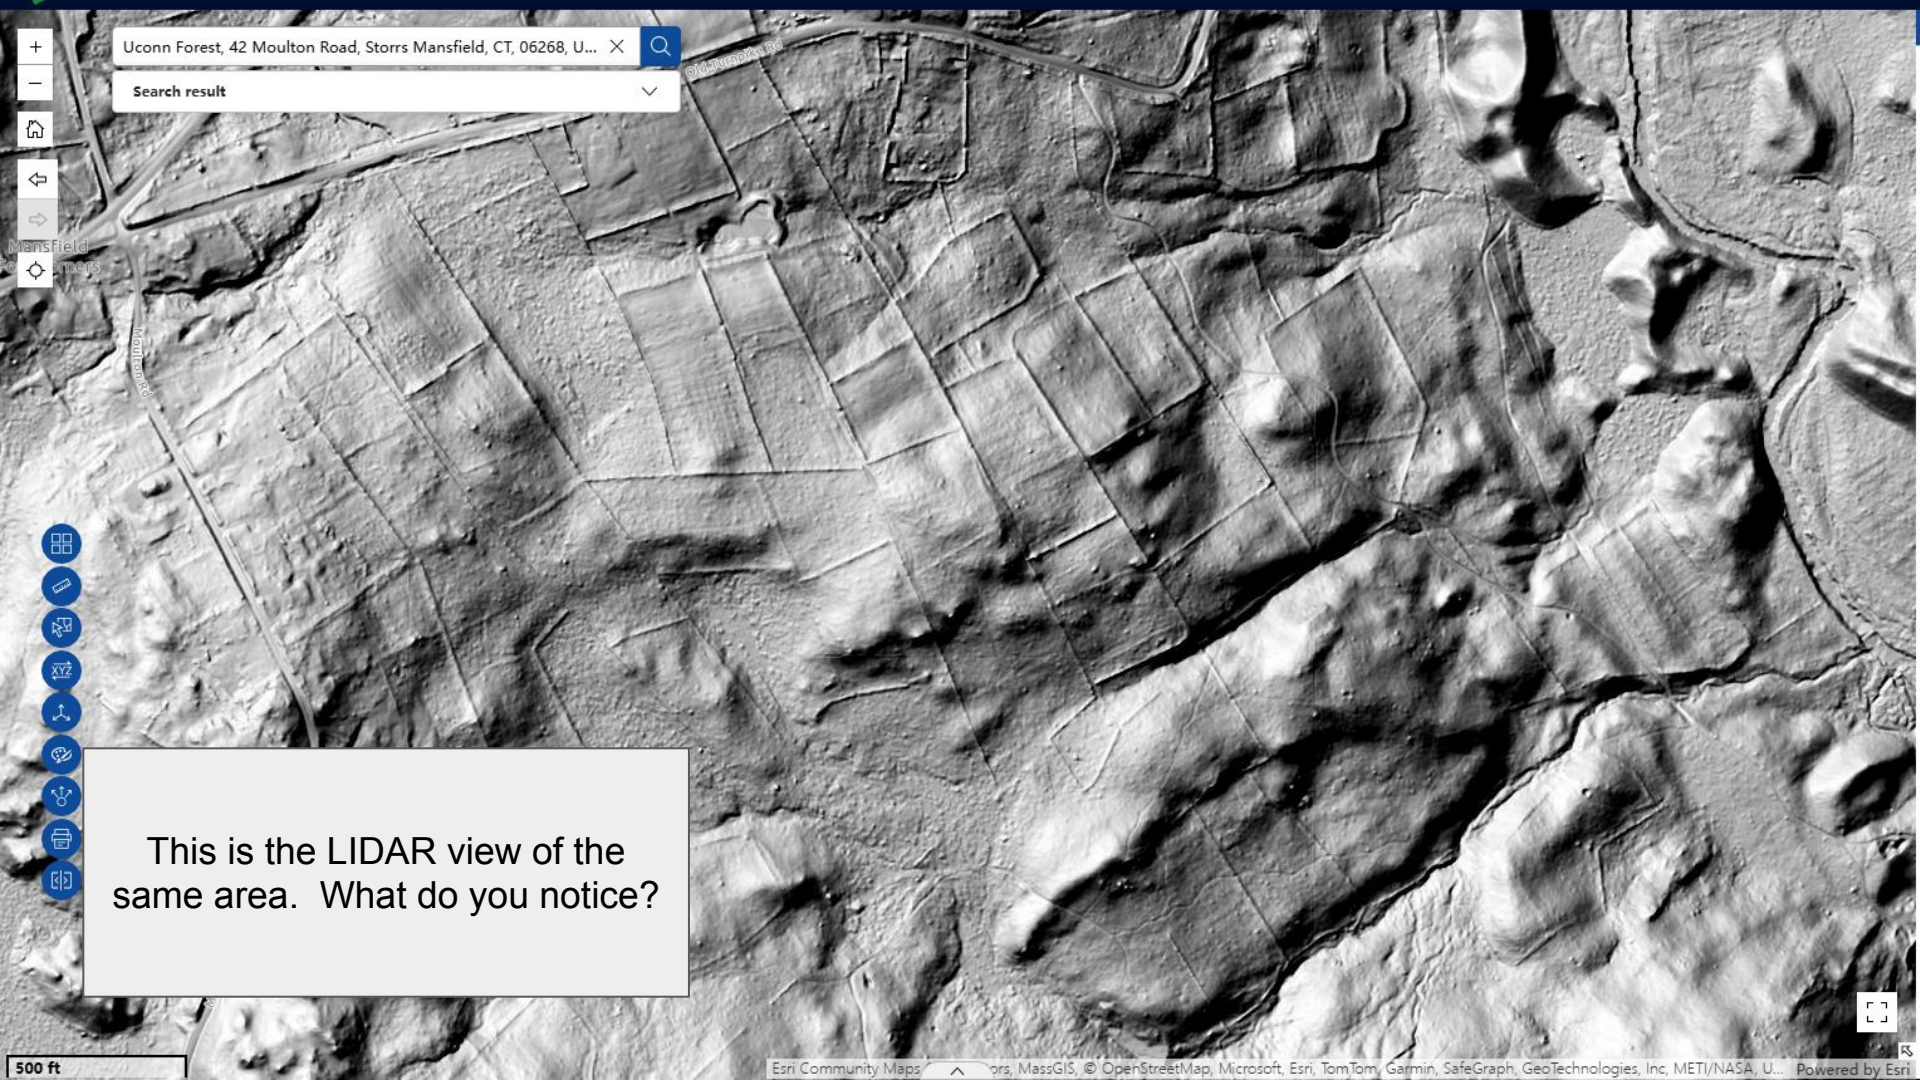 Uconn Forest, 42 Moulton Road, Storrs Mansfield, CT, 06268, U...
Search result
Old Turnpike Rd
Mansfield
Moulton Rd
XYZ
This is the LIDAR view of the
same area. What do you notice?
500 ft
Esri Community Maps
ors, MassGIS, © OpenStreetMap, Microsoft, Esri, TomTom, Garmin, SafeGraph, GeoTechnologies, Inc, METI/NASA, U...
Powered by Esri